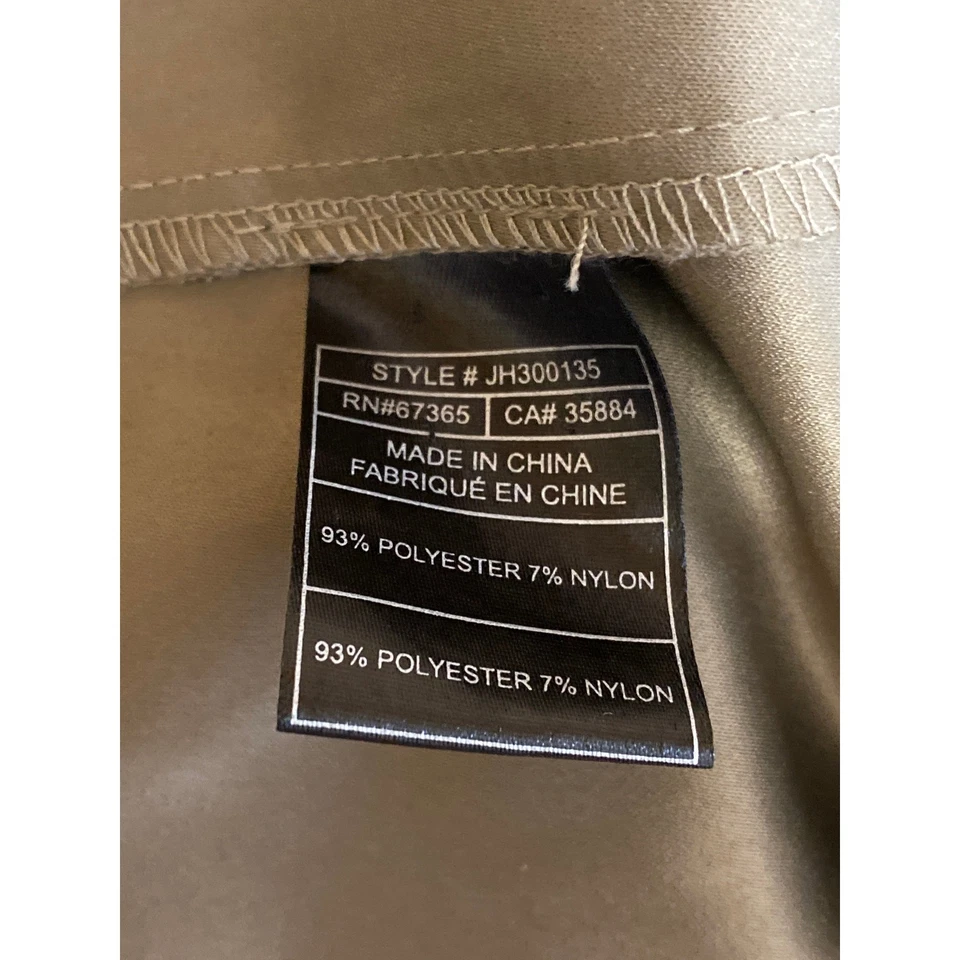 STYLE # JH300135
RN#67365 CA# 35884
MADE IN CHINA
FABRIQUÉ EN CHINE
93% POLYESTER 7% NYLON
93% POLYESTER 7% NYLON